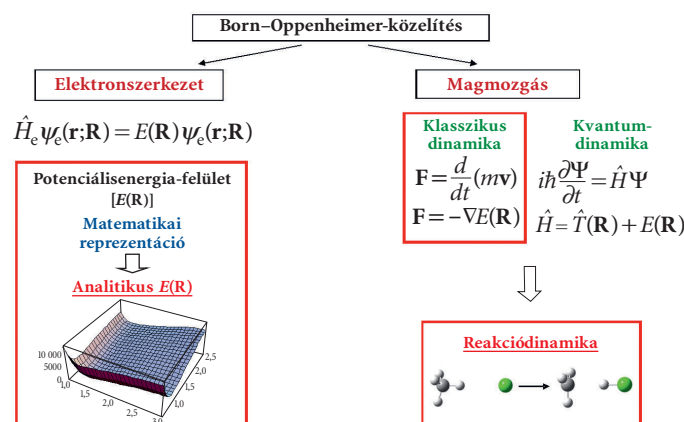 Born–Oppenheimer-közelítés
Elektronszerkezet
Ĥₑψₑ(r;R) = E(R)ψₑ(r;R)
Potenciálisenergia-felület
[E(R)]
Matematikai
reprezentáció
Analitikus E(R)
10 000
5000
0
1,0
1,5
2,0
2,5
3,0
1,0
1,5
2,0
2,5
Magmozgás
Klasszikus
dinamika
F = d/dt (mv)
F = −∇E(R)
Kvantum-
dinamika
iħ ∂Ψ/∂t = ĤΨ
Ĥ = T̂(R) + E(R)
Reakciódinamika